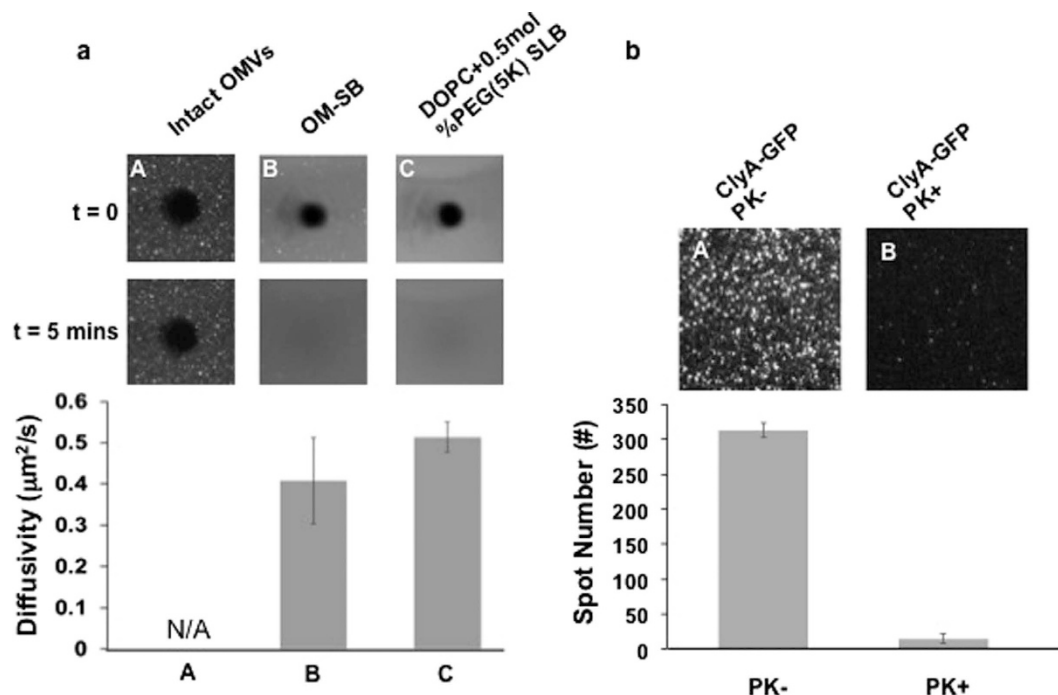 a
Intact OMVs
OM-SB
DOPC+0.5mol
%PEG(5K) SLB
A
B
C
t = 0
t = 5 mins
0.6
0.5
0.4
0.3
0.2
0.1
0
Diffusivity (µm²/s)
N/A
A
B
C
b
ClyA-GFP
PK-
ClyA-GFP
PK+
A
B
350
300
250
200
150
100
50
0
Spot Number (#)
PK-
PK+